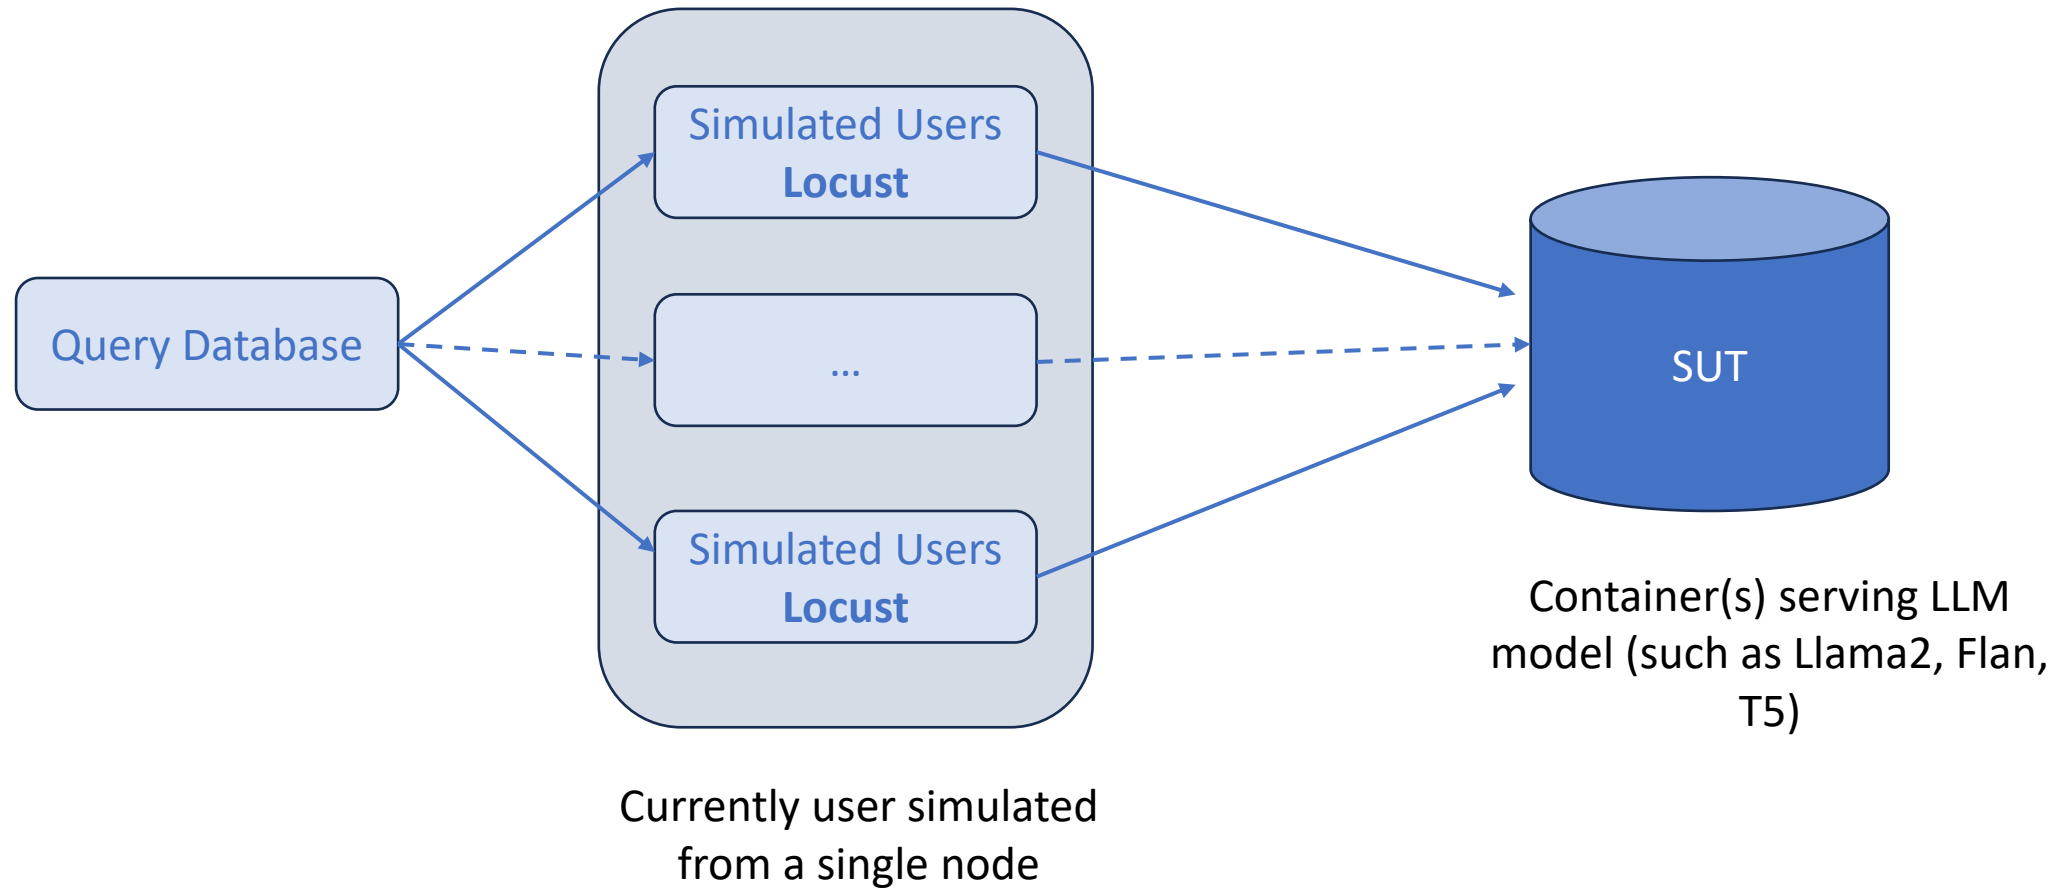 Simulated Users
Locust
Query Database
...
SUT
Simulated Users
Locust
Container(s) serving LLM
model (such as Llama2, Flan,
T5)
Currently user simulated
from a single node